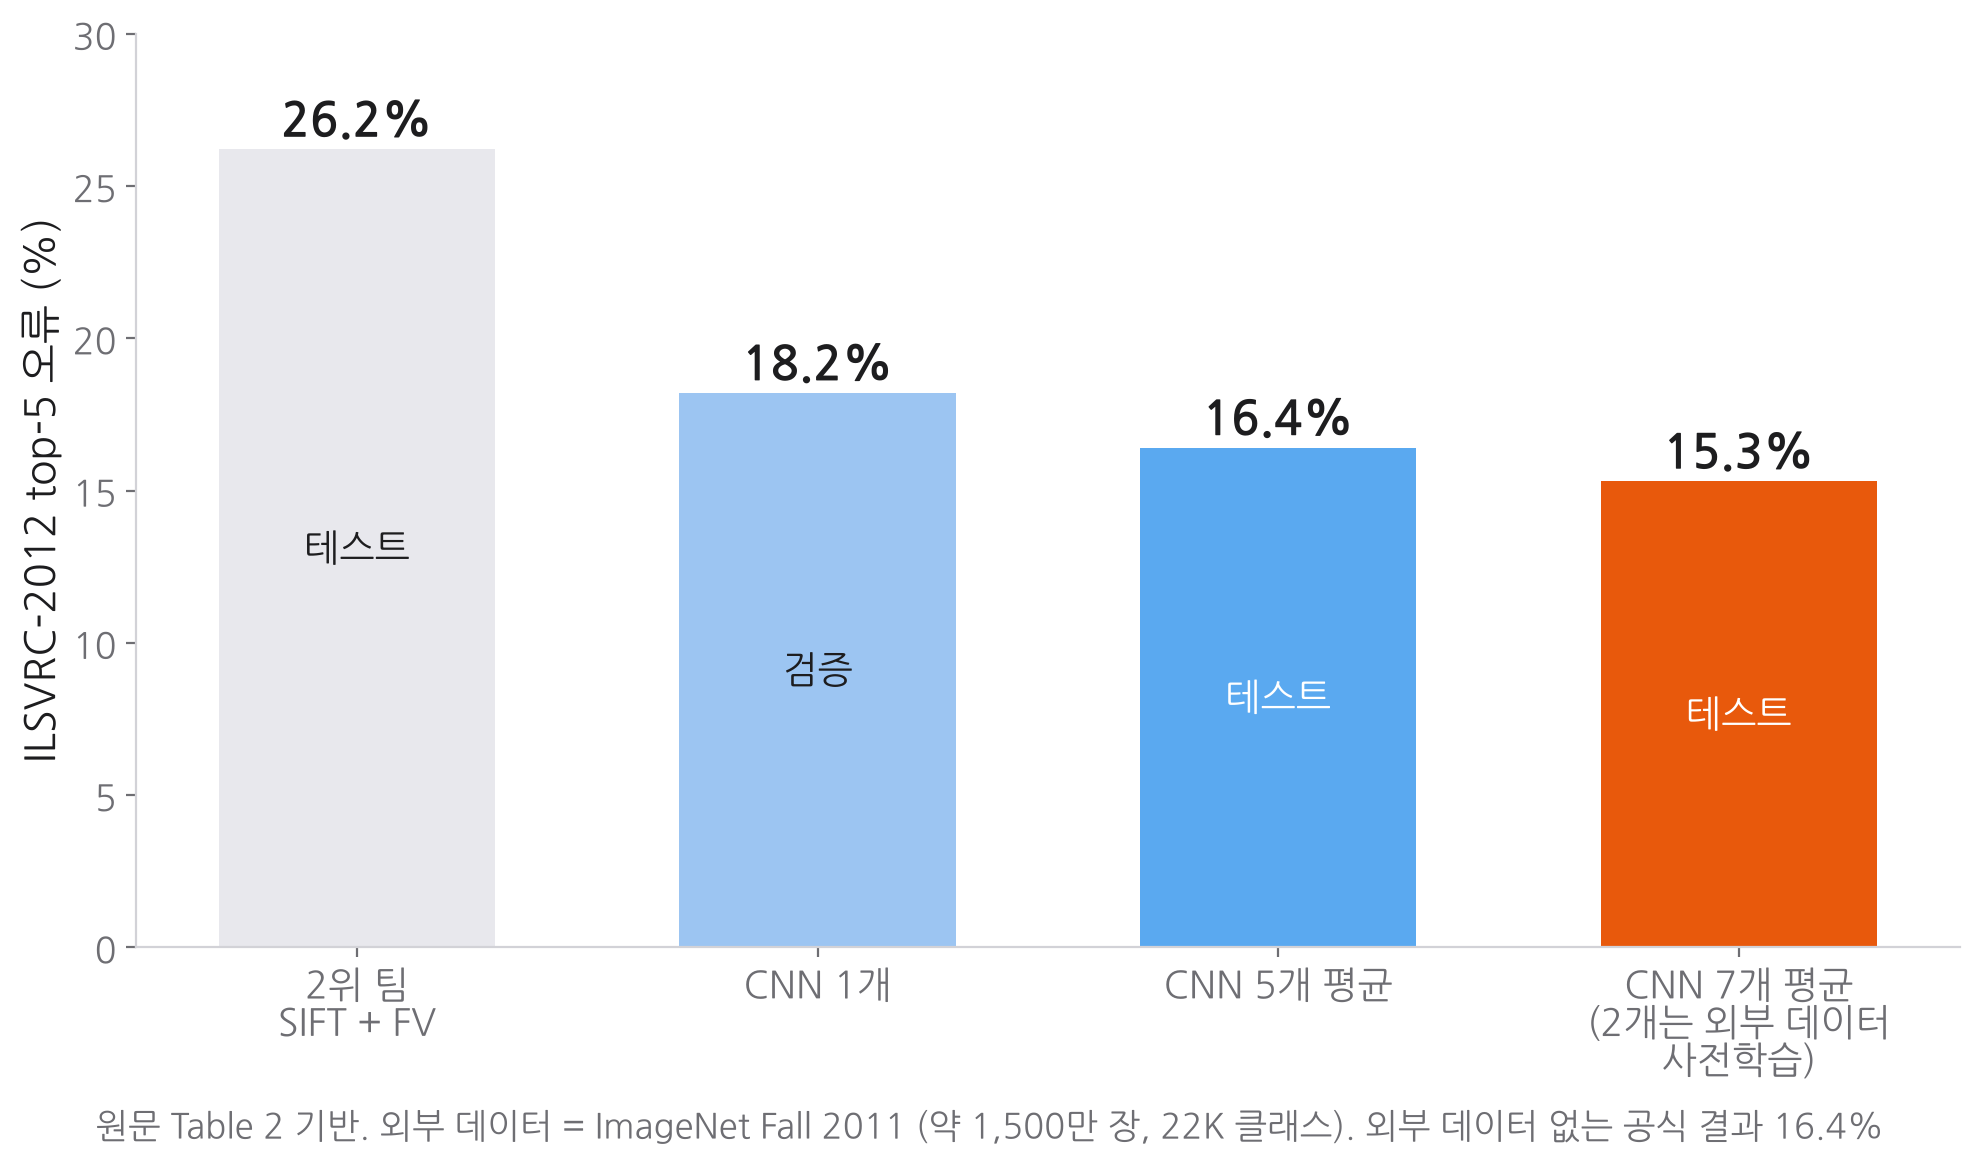 ILSVRC-2012 top-5 오류 (%)
30
25
20
15
10
5
0
26.2%
18.2%
16.4%
15.3%
테스트
검증
테스트
테스트
2위 팀
SIFT + FV
CNN 1개
CNN 5개 평균
CNN 7개 평균
(2개는 외부 데이터
사전학습)
원문 Table 2 기반. 외부 데이터 = ImageNet Fall 2011 (약 1,500만 장, 22K 클래스). 외부 데이터 없는 공식 결과 16.4%